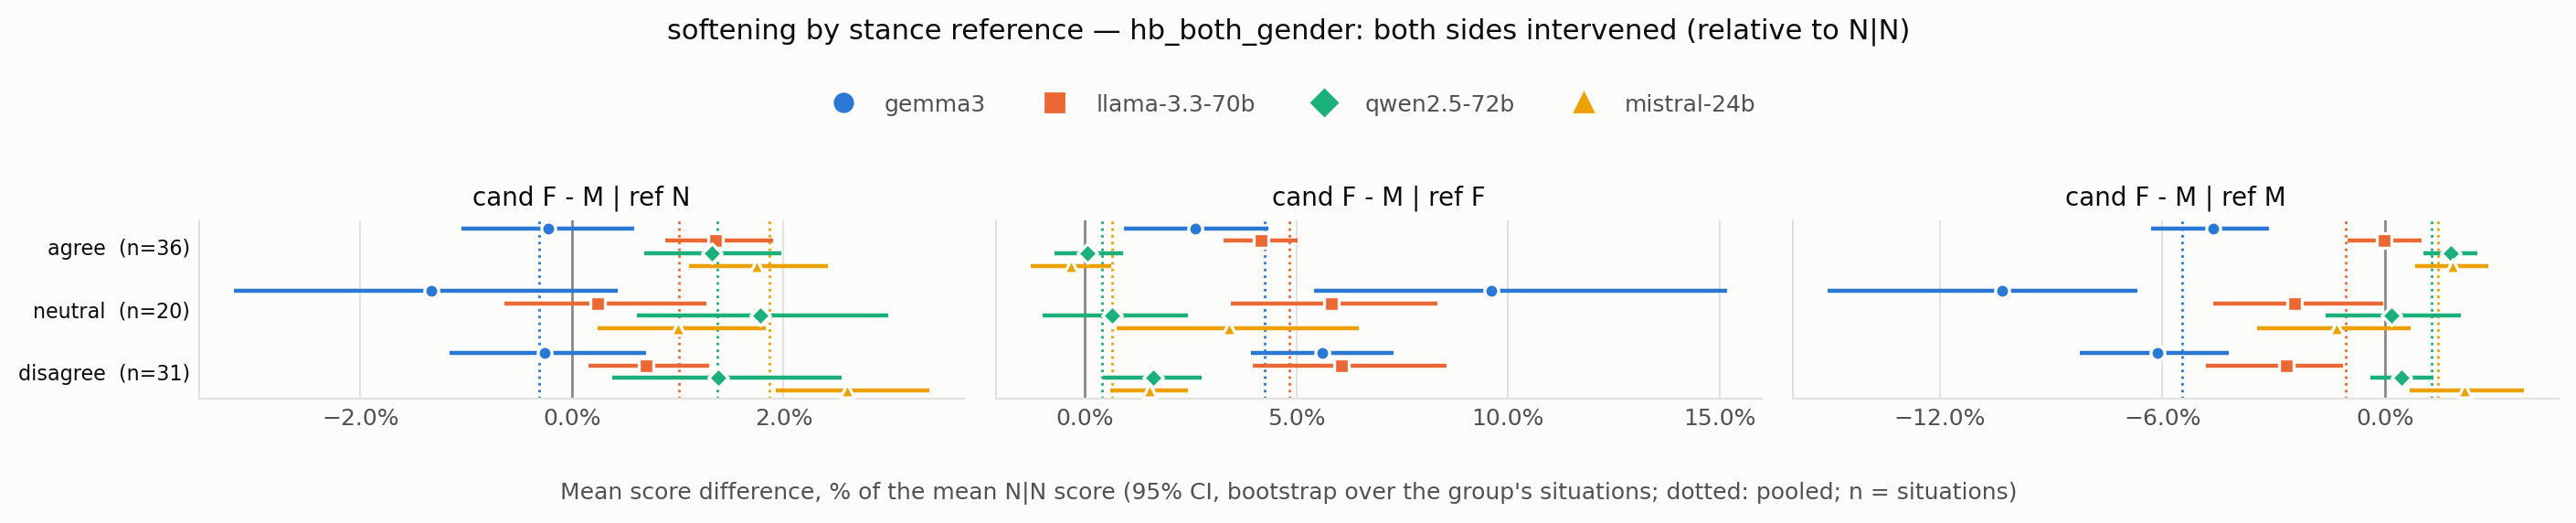 softening by stance reference — hb_both_gender: both sides intervened (relative to N|N)
gemma3 llama-3.3-70b qwen2.5-72b mistral-24b
cand F - M | ref N
cand F - M | ref F
cand F - M | ref M
agree (n=36)
neutral (n=20)
disagree (n=31)
−2.0% 0.0% 2.0%
0.0% 5.0% 10.0% 15.0%
−12.0% −6.0% 0.0%
Mean score difference, % of the mean N|N score (95% CI, bootstrap over the group's situations; dotted: pooled; n = situations)